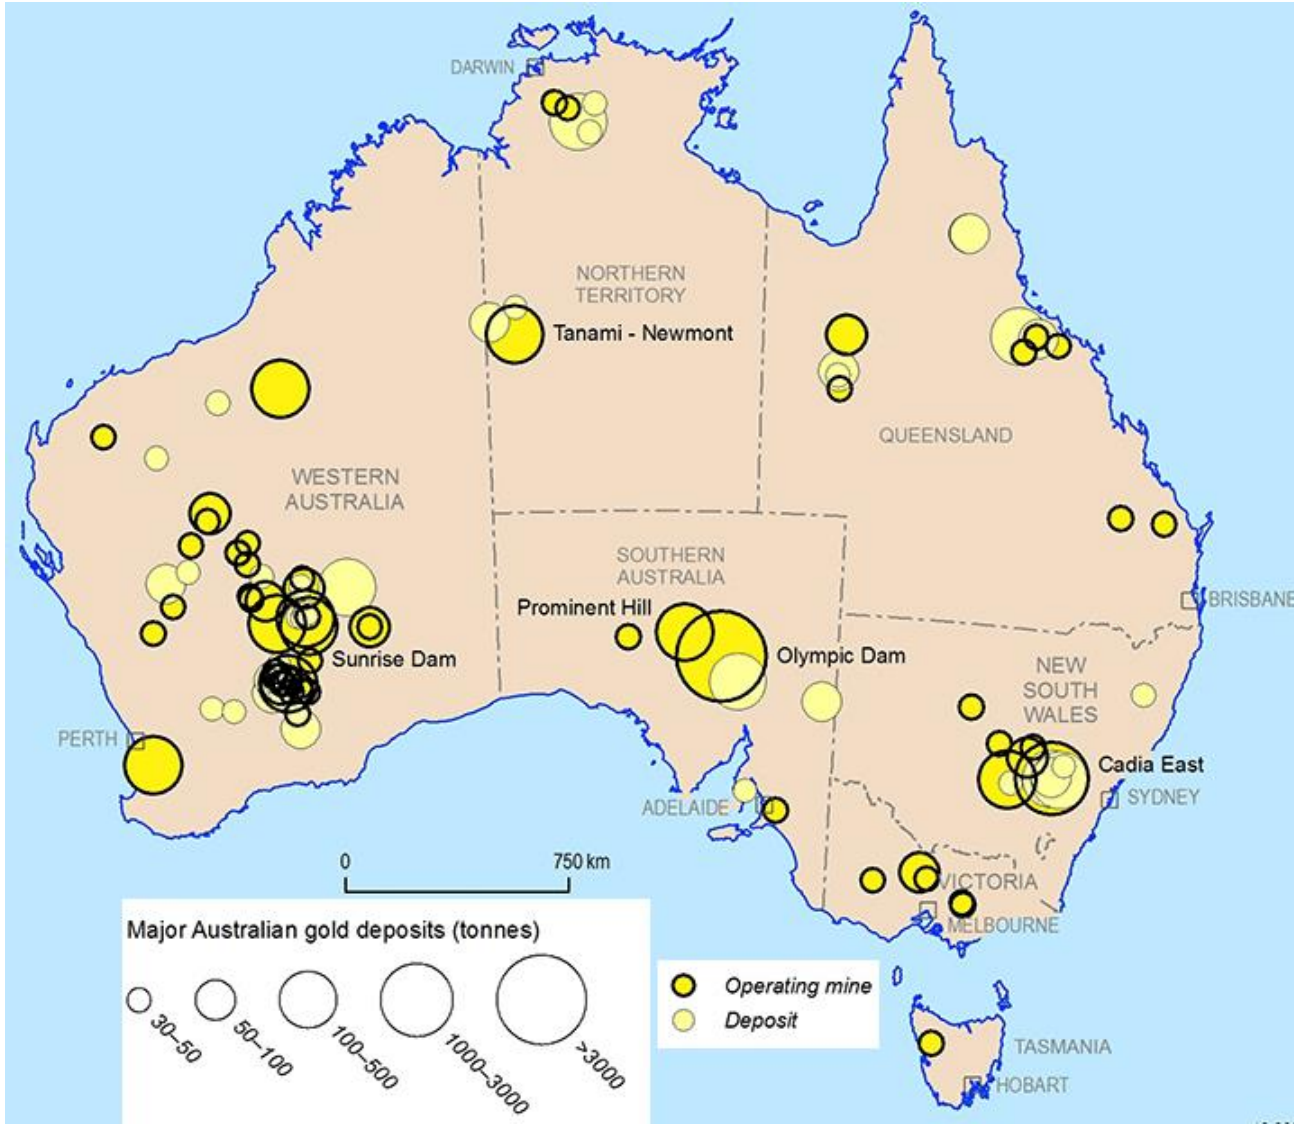 DARWIN
NORTHERN
TERRITORY
Tanami - Newmont
QUEENSLAND
WESTERN
AUSTRALIA
SOUTHERN
AUSTRALIA
Prominent Hill
BRISBANE
Sunrise Dam
Olympic Dam
NEW
SOUTH
WALES
PERTH
Cadia East
ADELAIDE
SYDNEY
0
750 km
VICTORIA
MELBOURNE
Major Australian gold deposits (tonnes)
30–50
50–100
100–500
1000–3000
>3000
Operating mine
Deposit
TASMANIA
HOBART